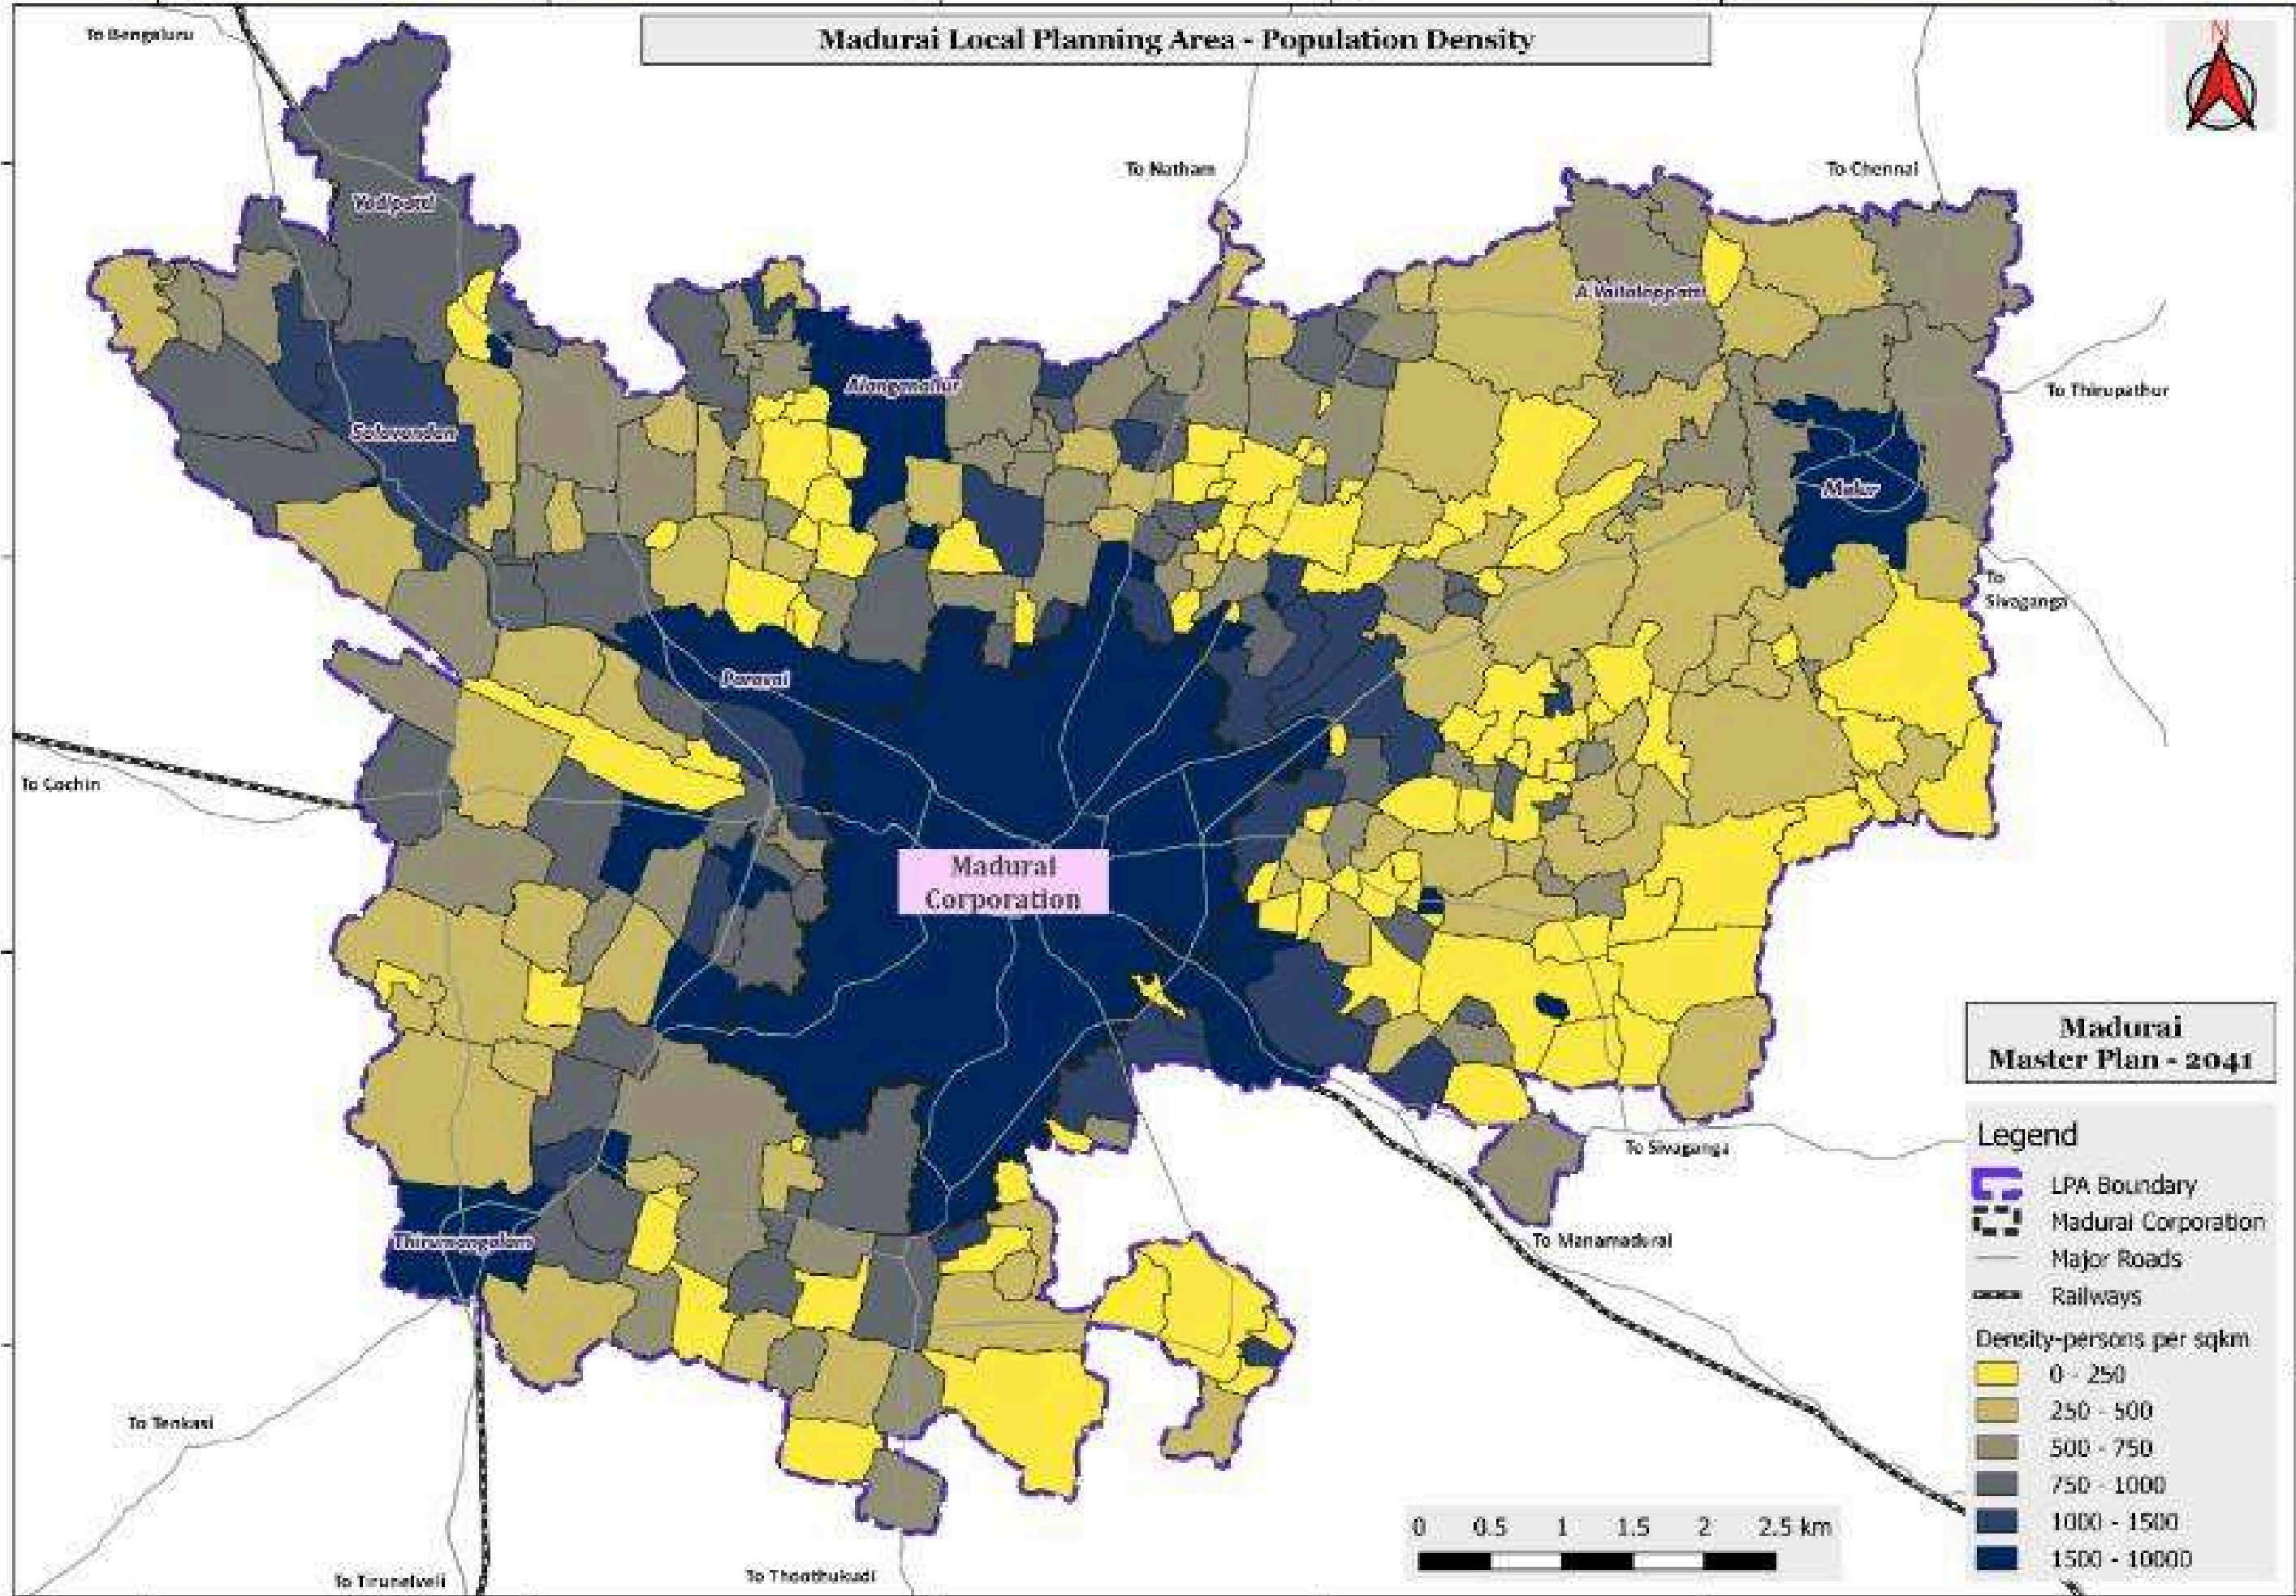 To Bengaluru
Madurai Local Planning Area - Population Density
N
To Natham
To Chennai
Vadipatti
A.Vallalapatti
Alanganallur
To Thirupathur
Solavandan
Melur
To
Sivaganga
Paravai
To Cochin
Madurai
Corporation
Madurai
Master Plan - 2041
Legend
To Sivaganga
LPA Boundary
Madurai Corporation
Thirumangalam
To Manamadurai
Major Roads
Railways
Density-persons per sqkm
0 - 250
250 - 500
To Tenkasi
500 - 750
750 - 1000
0 0.5 1 1.5 2 2.5 km
1000 - 1500
1500 - 10000
To Tirunelveli
To Thoothukudi